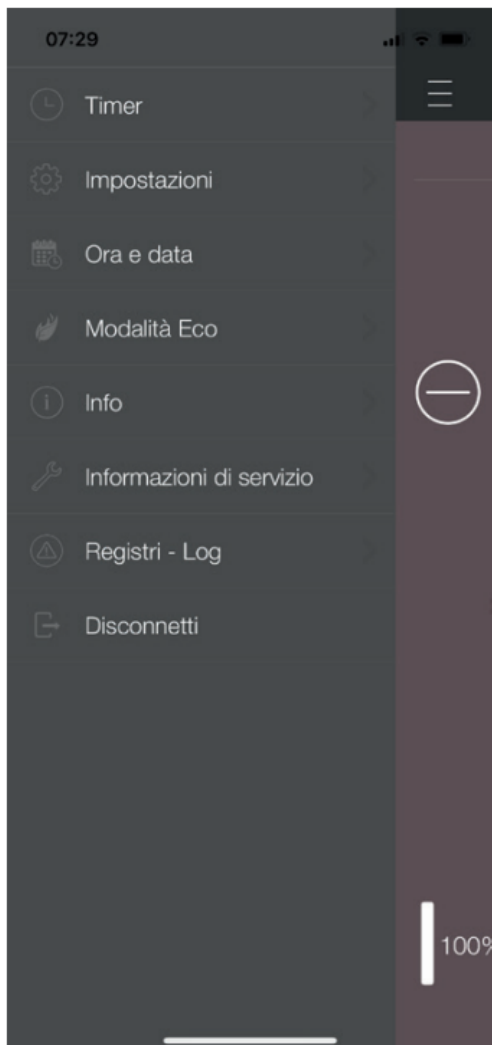 07:29
Timer
Impostazioni
Ora e data
Modalità Eco
Info
Informazioni di servizio
Registri - Log
Disconnetti
100%